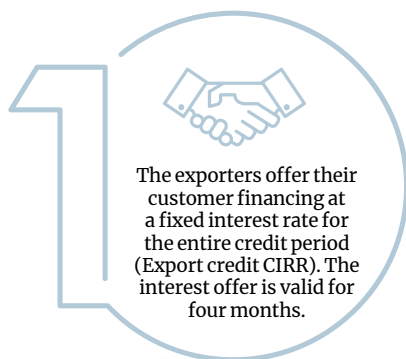 1
The exporters offer their
customer financing at
a fixed interest rate for
the entire credit period
(Export credit CIRR). The
interest offer is valid for
four months.